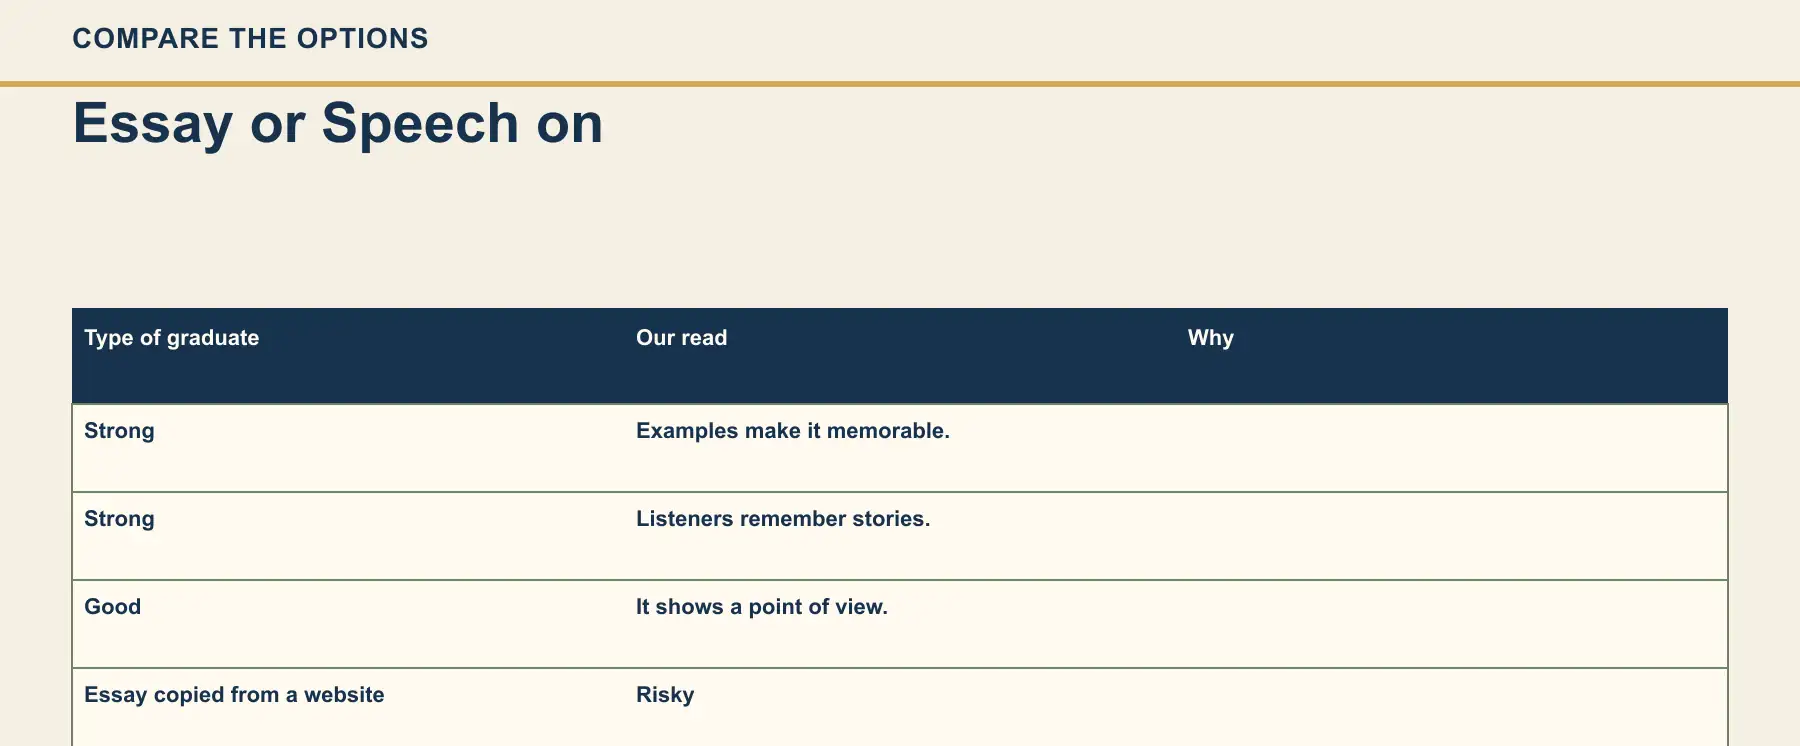 COMPARE THE OPTIONS
Essay or Speech on
Type of graduate Our read Why
Strong Examples make it memorable.
Strong Listeners remember stories.
Good It shows a point of view.
Essay copied from a website Risky